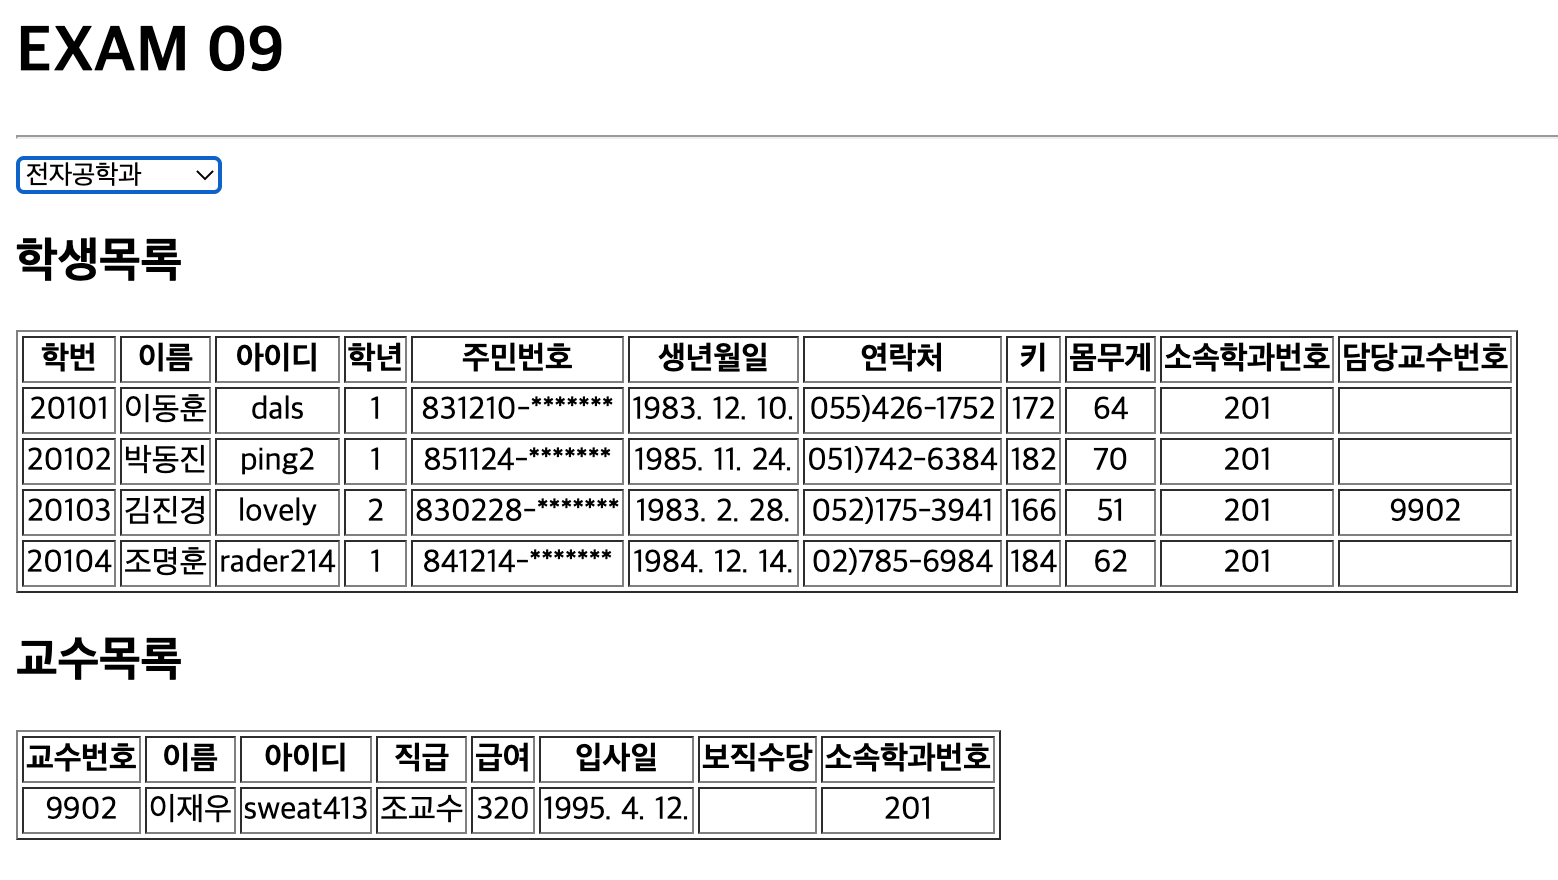 EXAM 09
전자공학과
학생목록
학번 이름 아이디 학년 주민번호 생년월일 연락처 키 몸무게 소속학과번호 담당교수번호
20101 이동훈 dals 1 831210-******* 1983. 12. 10. 055)426-1752 172 64 201
20102 박동진 ping2 1 851124-******* 1985. 11. 24. 051)742-6384 182 70 201
20103 김진경 lovely 2 830228-******* 1983. 2. 28. 052)175-3941 166 51 201 9902
20104 조명훈 rader214 1 841214-******* 1984. 12. 14. 02)785-6984 184 62 201
교수목록
교수번호 이름 아이디 직급 급여 입사일 보직수당 소속학과번호
9902 이재우 sweat413 조교수 320 1995. 4. 12. 201